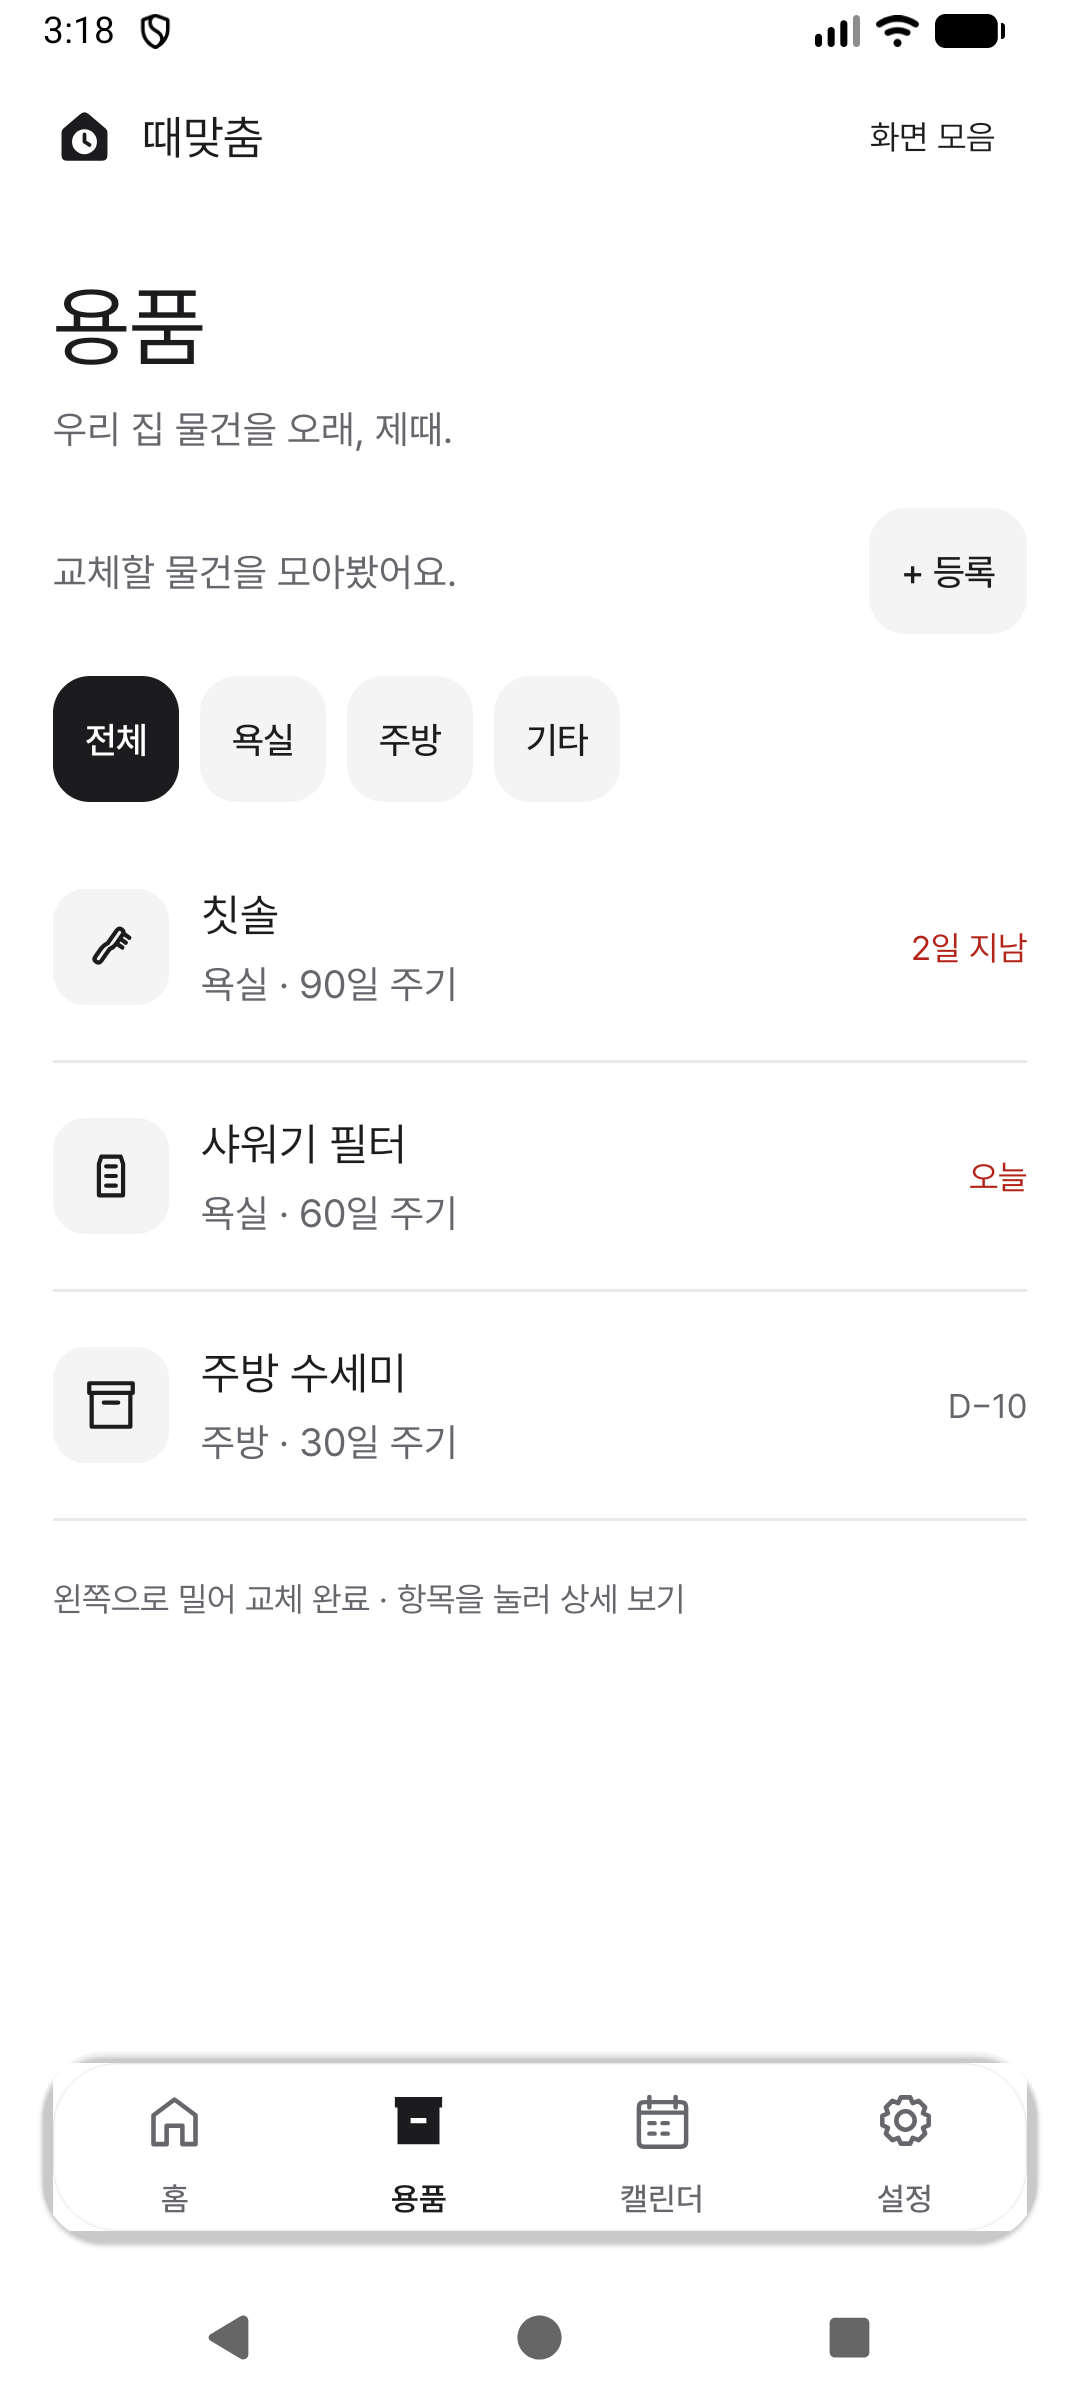 3:18
때맞춤
화면 모음
용품
우리 집 물건을 오래, 제때.
교체할 물건을 모아봤어요.
+ 등록
전체
욕실
주방
기타
칫솔
욕실 · 90일 주기
2일 지남
샤워기 필터
욕실 · 60일 주기
오늘
주방 수세미
주방 · 30일 주기
D−10
왼쪽으로 밀어 교체 완료 · 항목을 눌러 상세 보기
홈
용품
캘린더
설정